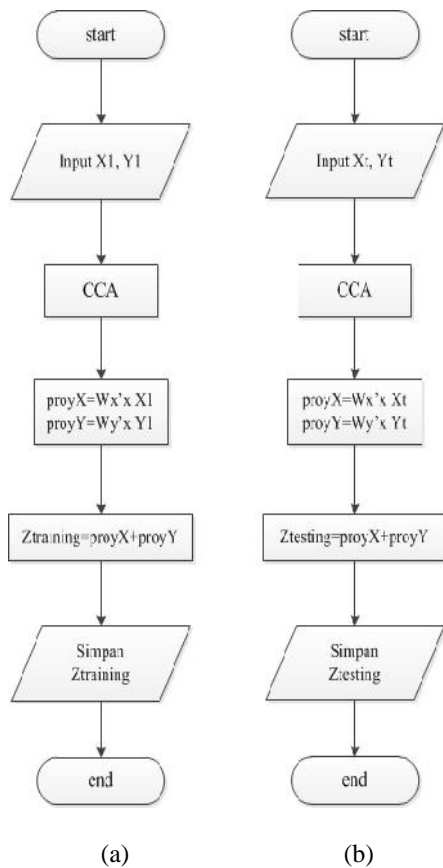 start
Input X1, Y1
CCA
proyX=Wx'x X1
proyY=Wy'x Y1
Ztraining=proyX+proyY
Simpan
Ztraining
end
(a)
start
Input Xt, Yt
CCA
proyX=Wx'x Xt
proyY=Wy'x Yt
Ztesting=proyX+proyY
Simpan
Ztesting
end
(b)